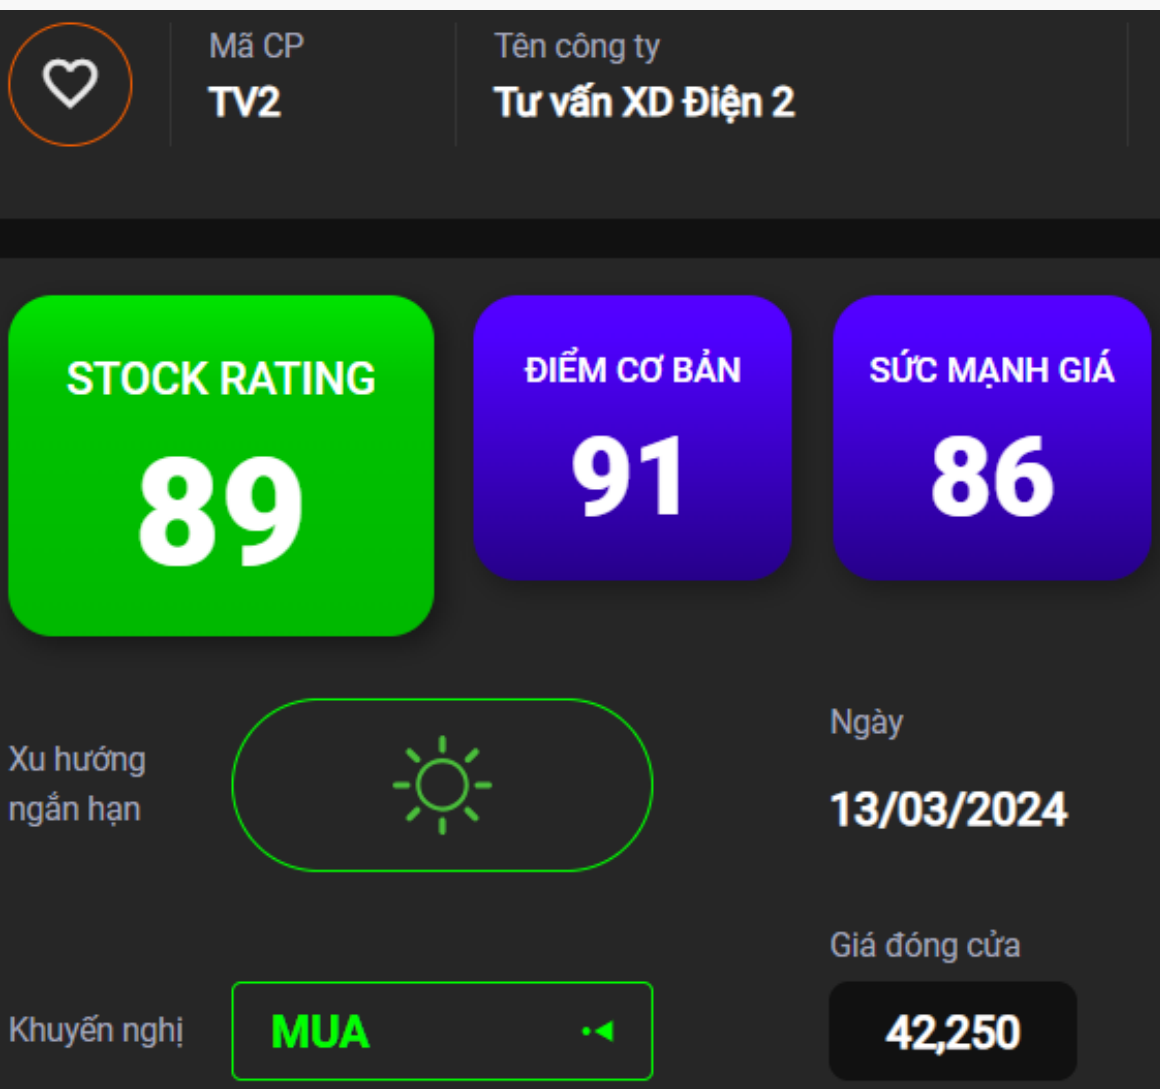 Mã CP
TV2
Tên công ty
Tư vấn XD Điện 2
STOCK RATING
89
ĐIỂM CƠ BẢN
91
SỨC MẠNH GIÁ
86
Xu hướng
ngắn hạn
Ngày
13/03/2024
Khuyến nghị
MUA
Giá đóng cửa
42,250